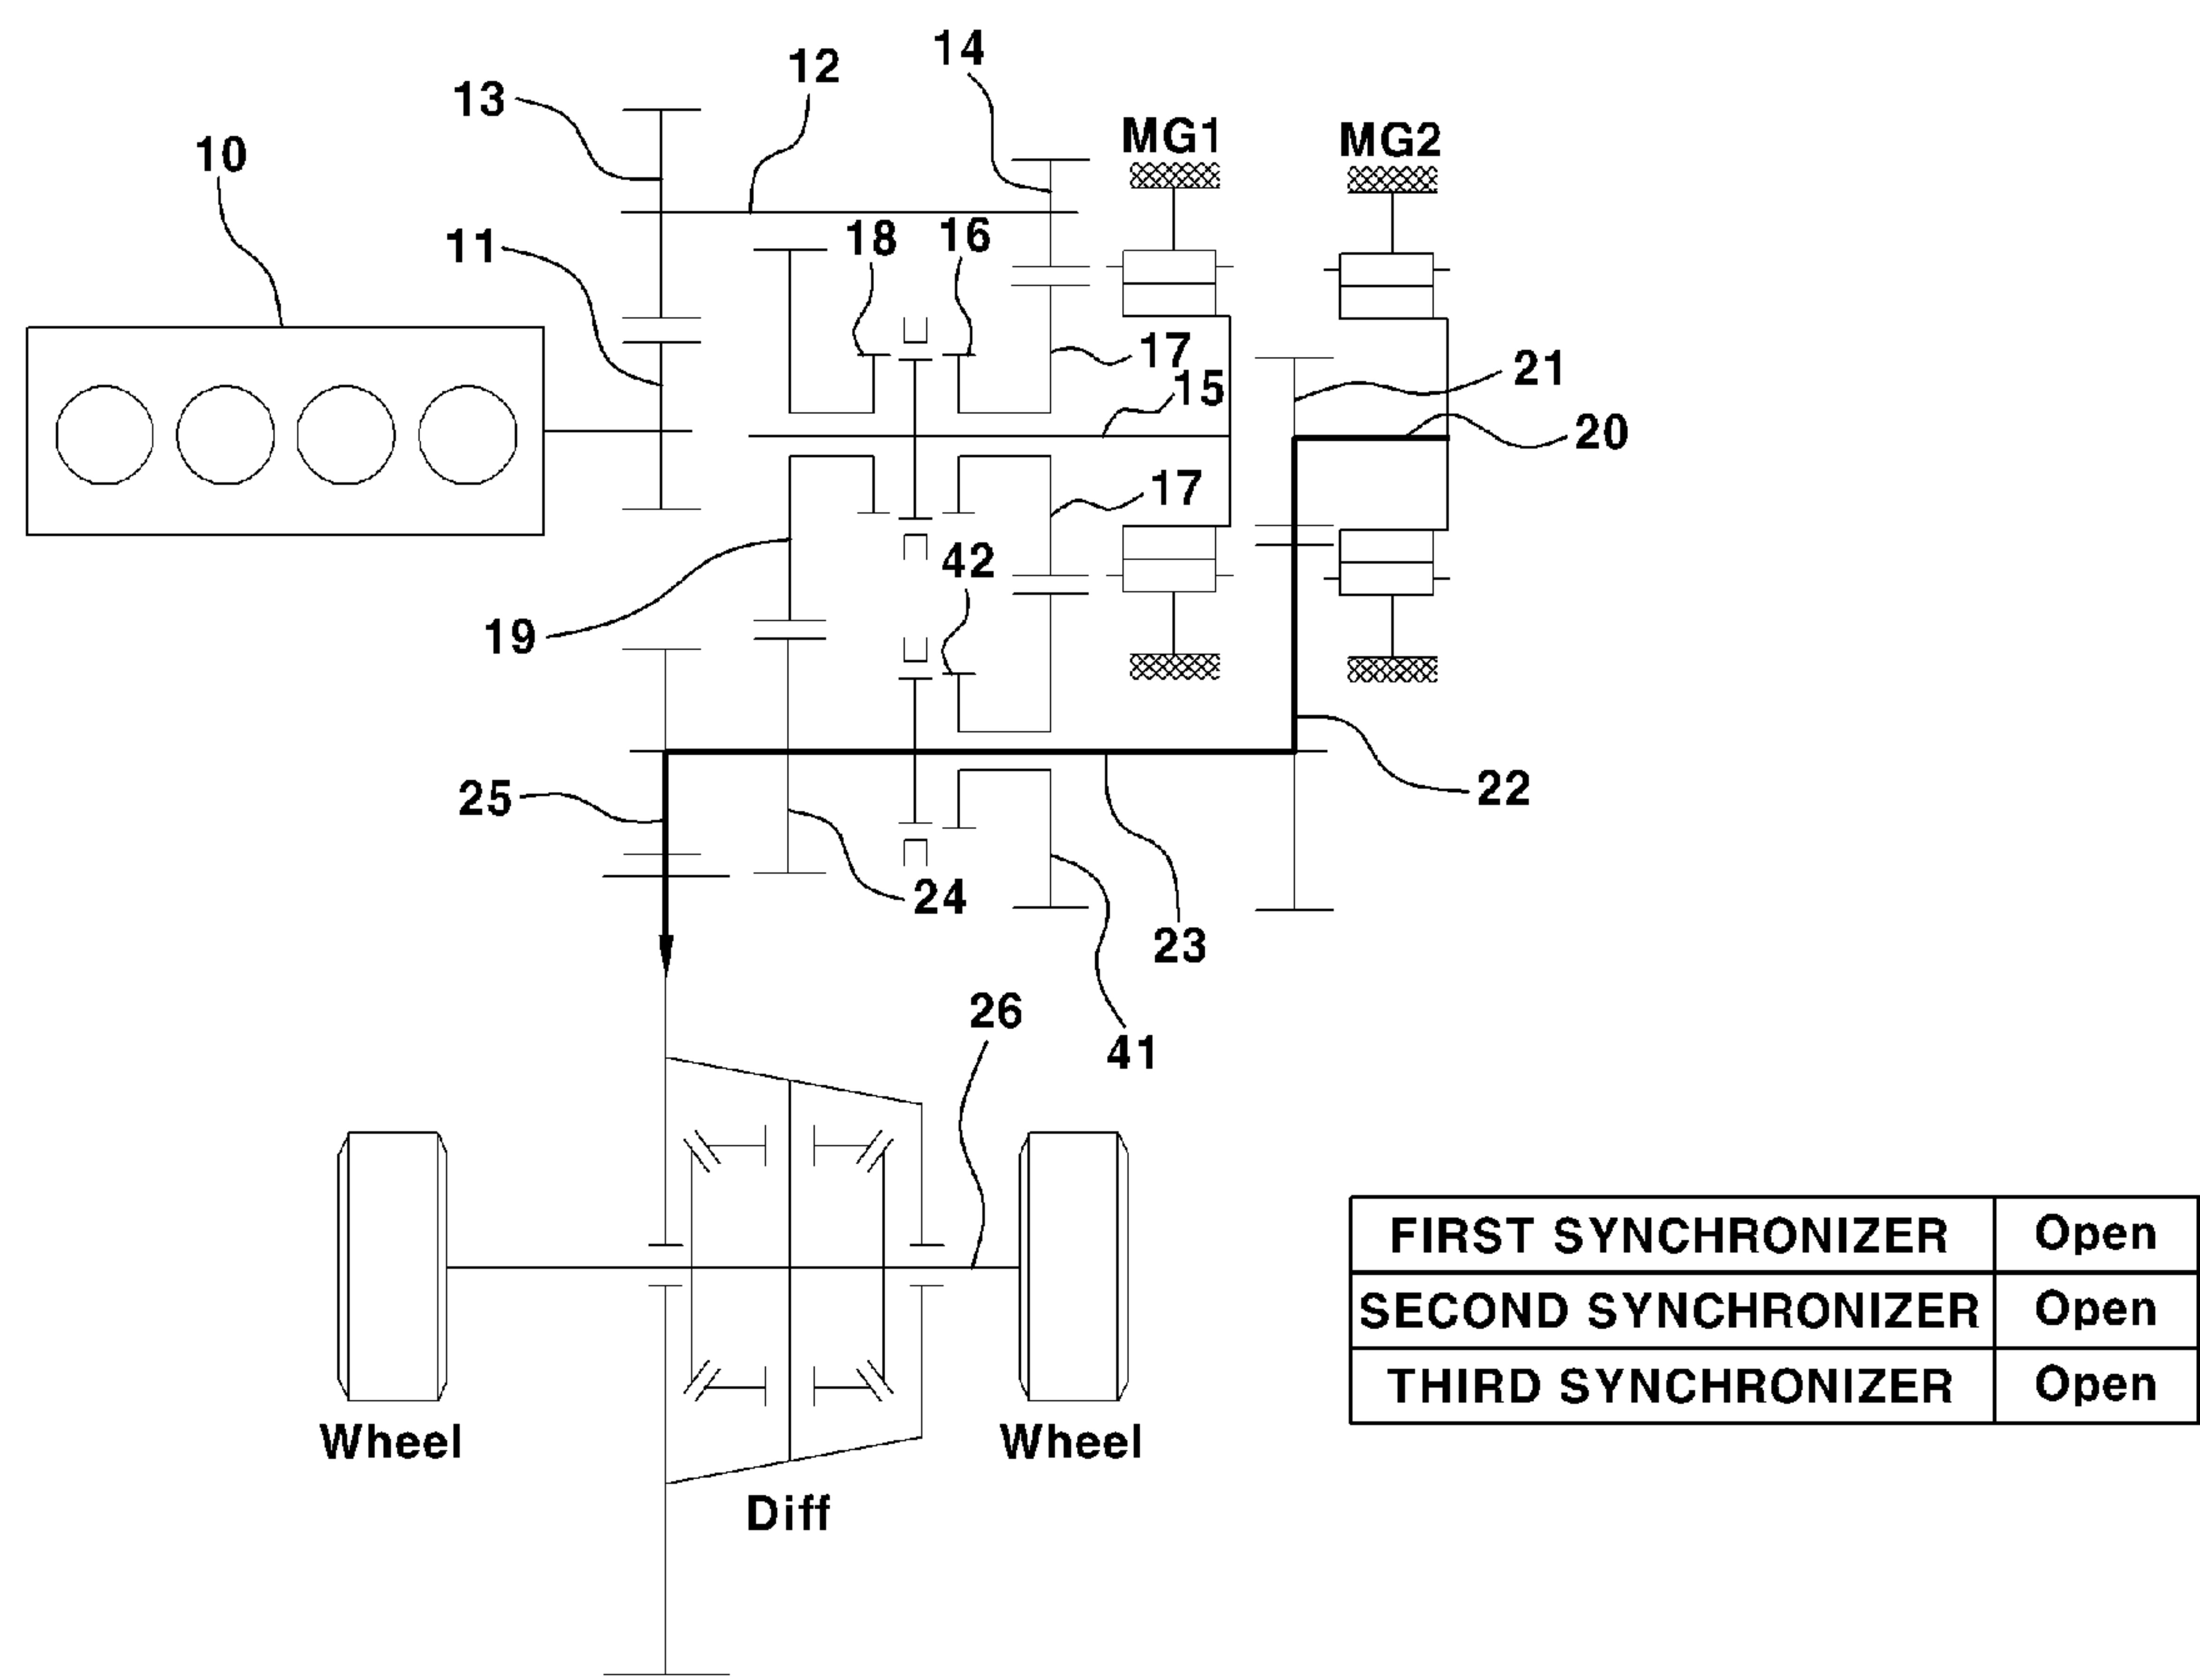 14
12
13
MG1
MG2
10
18
16
11
17
21
15
20
17
42
19
25
22
24
23
26
41
FIRST SYNCHRONIZER Open
SECOND SYNCHRONIZER Open
THIRD SYNCHRONIZER Open
Wheel
Wheel
Diff